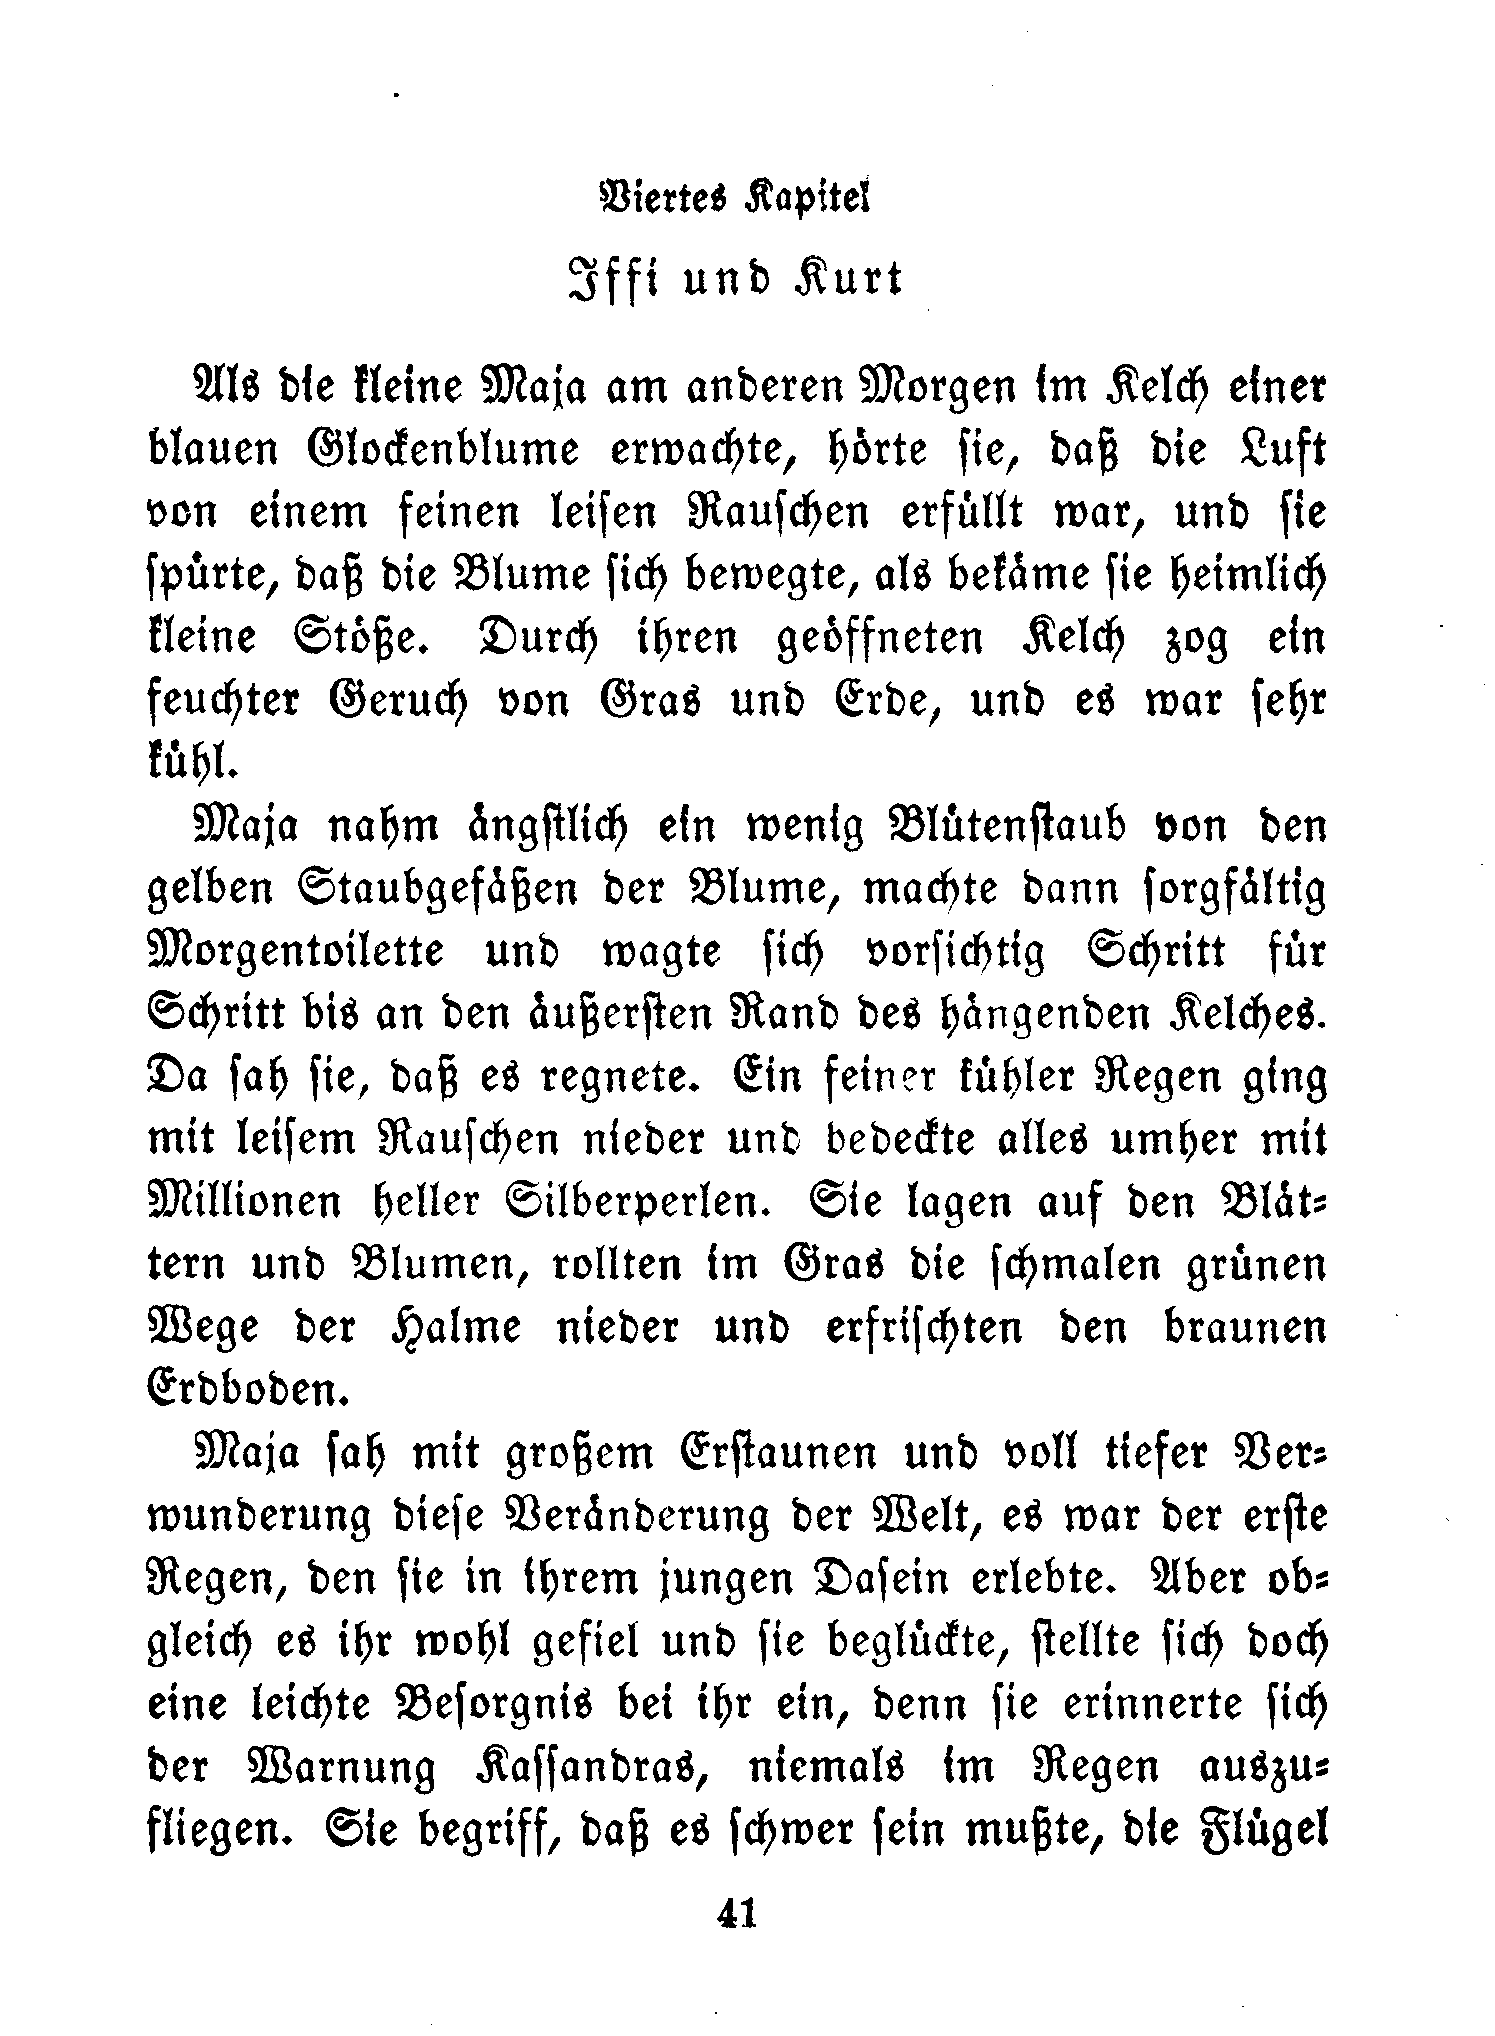 Viertes Kapitel
Iffi und Kurt
Als die kleine Maja am anderen Morgen im Kelch einer
blauen Glockenblume erwachte, hörte sie, daß die Luft
von einem feinen leisen Rauschen erfüllt war, und sie
spürte, daß die Blume sich bewegte, als bekäme sie heimlich
kleine Stöße. Durch ihren geöffneten Kelch zog ein
feuchter Geruch von Gras und Erde, und es war sehr
kühl.
Maja nahm ängstlich ein wenig Blütenstaub von den
gelben Staubgefäßen der Blume, machte dann sorgfältig
Morgentoilette und wagte sich vorsichtig Schritt für
Schritt bis an den äußersten Rand des hängenden Kelches.
Da sah sie, daß es regnete. Ein feiner kühler Regen ging
mit leisem Rauschen nieder und bedeckte alles umher mit
Millionen heller Silberperlen. Sie lagen auf den Blät-
tern und Blumen, rollten im Gras die schmalen grünen
Wege der Halme nieder und erfrischten den braunen
Erdboden.
Maja sah mit großem Erstaunen und voll tiefer Ver-
wunderung diese Veränderung der Welt, es war der erste
Regen, den sie in ihrem jungen Dasein erlebte. Aber ob-
gleich es ihr wohl gefiel und sie beglückte, stellte sich doch
eine leichte Besorgnis bei ihr ein, denn sie erinnerte sich
der Warnung Kassandras, niemals im Regen auszu-
fliegen. Sie begriff, daß es schwer sein mußte, die Flügel
41